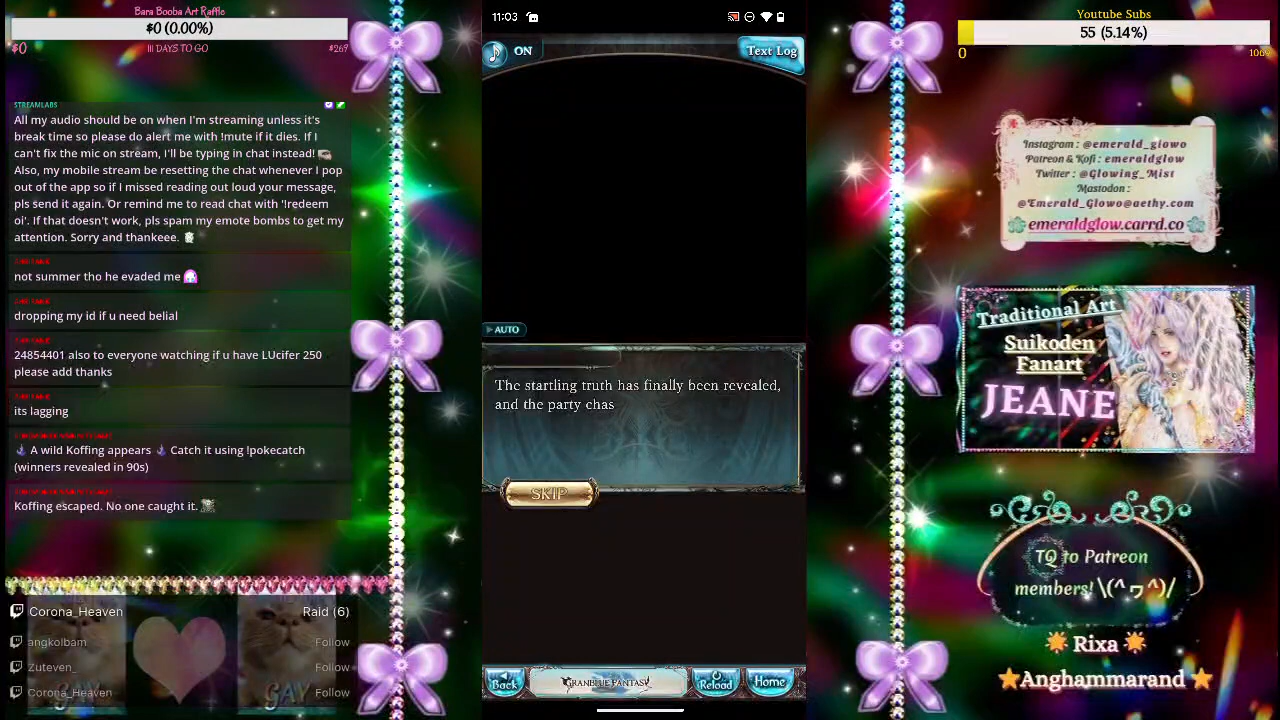 Bara Booba Art Raffle
$0 (0.00%)
$0
111 DAYS TO GO
$269
STREAMLABS
All my audio should be on when I'm streaming unless it's
break time so please do alert me with !mute if it dies. If I
can't fix the mic on stream, I'll be typing in chat instead!
Also, my mobile stream be resetting the chat whenever I pop
out of the app so if I missed reading out loud your message,
pls send it again. Or remind me to read chat with '!redeem
oi'. If that doesn't work, pls spam my emote bombs to get my
attention. Sorry and thankeee.
not summer tho he evaded me
dropping my id if u need belial
24854401 also to everyone watching if u have LUcifer 250
please add thanks
its lagging
A wild Koffing appears
Catch it using !pokecatch
(winners revealed in 90s)
Koffing escaped. No one caught it.
Corona_Heaven
Raid (6)
angkolbam
Follow
Zuteven_
Follow
Corona_Heaven
Follow
GAY
GAY
11:03
ON
Text Log
AUTO
The startling truth has finally been revealed,
and the party chas
SKIP
Back
GRANBLUE FANTASY
Reload
Home
Youtube Subs
55 (5.14%)
0
1069
Instagram : @emerald_glowo
Patreon & Kofi : emeraldglow
Twitter : @Glowing_Mist
Mastodon :
@Emerald_Glowo@aethy.com
emeraldglow.carrd.co
Traditional Art
Suikoden
Fanart
JEANE
TQ to Patreon
members! \(^ヮ^)/
Rixa
Anghammarand